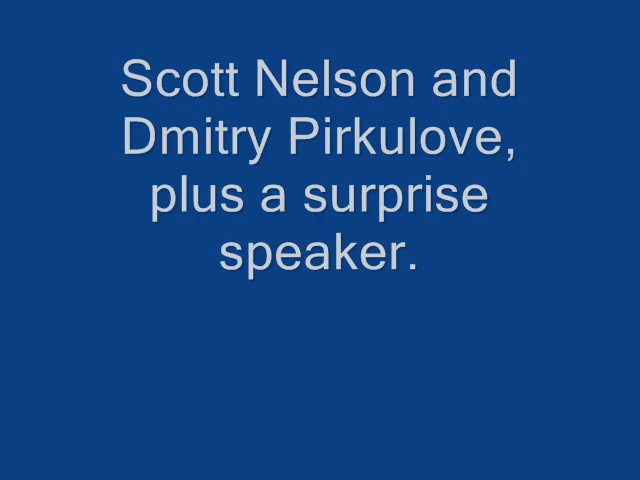 Scott Nelson and
Dmitry Pirkulove,
plus a surprise
speaker.